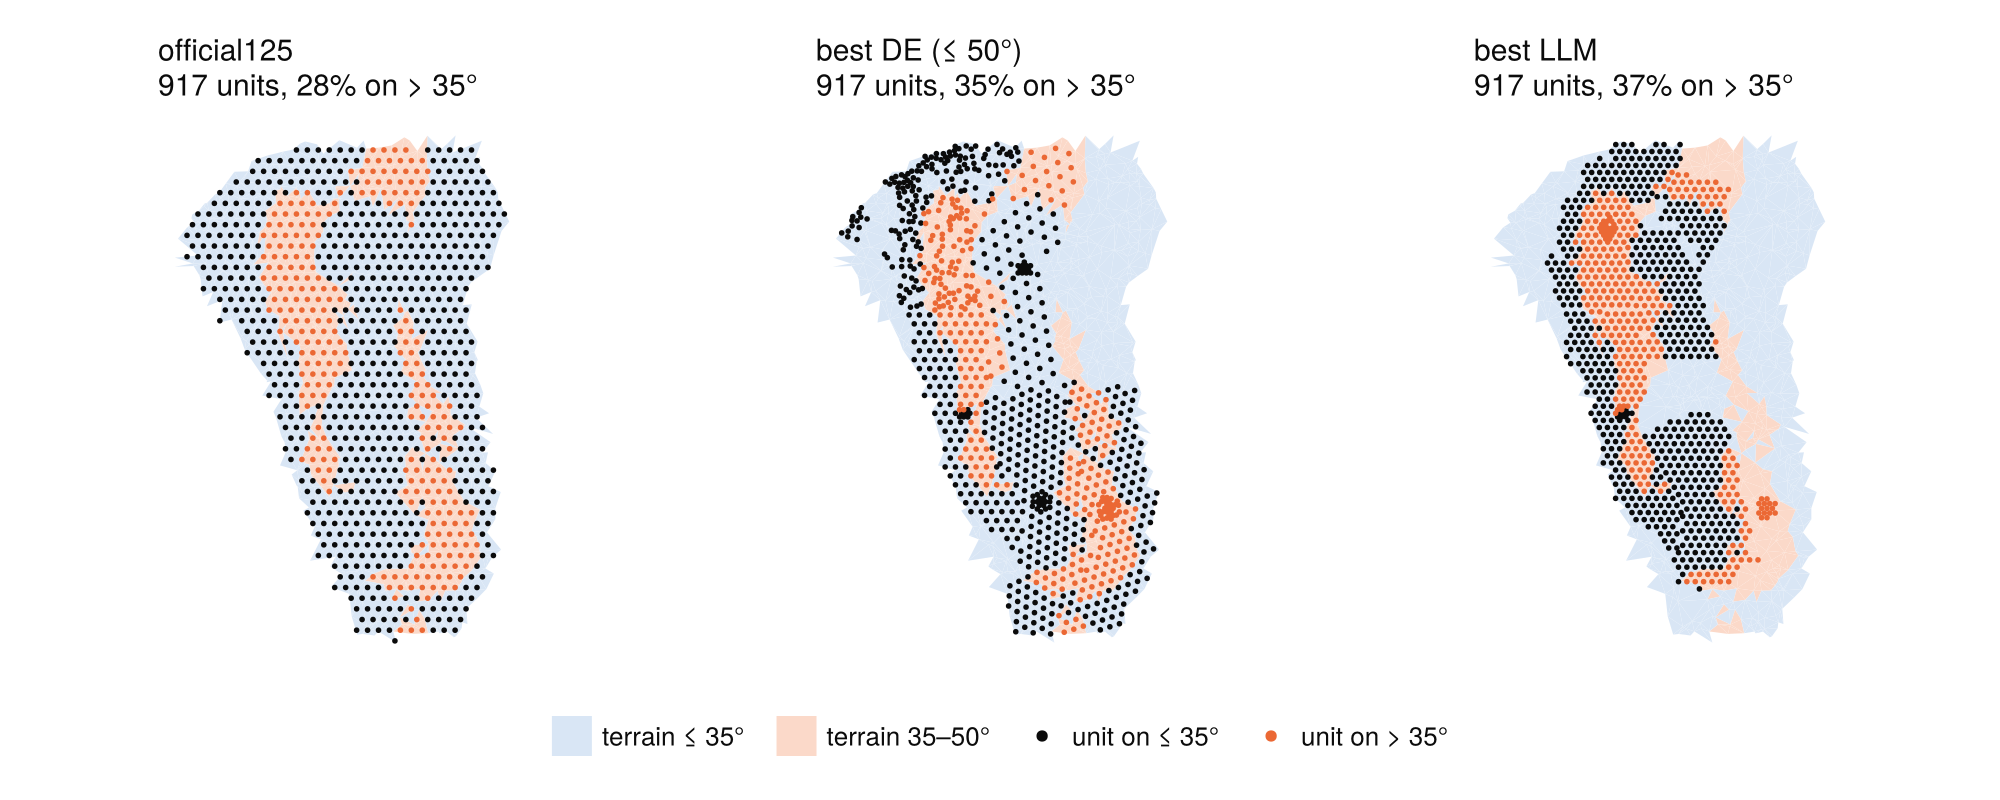 official125
917 units, 28% on > 35°
best DE (≤ 50°)
917 units, 35% on > 35°
best LLM
917 units, 37% on > 35°
terrain ≤ 35°
terrain 35–50°
unit on ≤ 35°
unit on > 35°